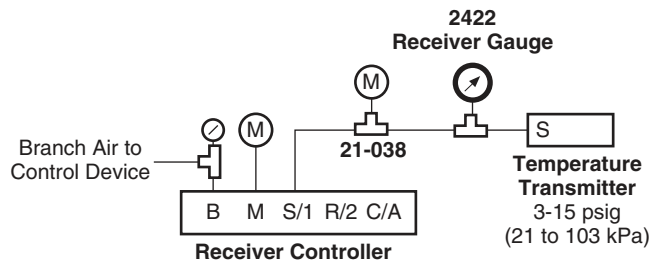 2422
Receiver Gauge
M
M
S
Branch Air to
Control Device
21-038
Temperature
Transmitter
3-15 psig
(21 to 103 kPa)
B M S/1 R/2 C/A
Receiver Controller